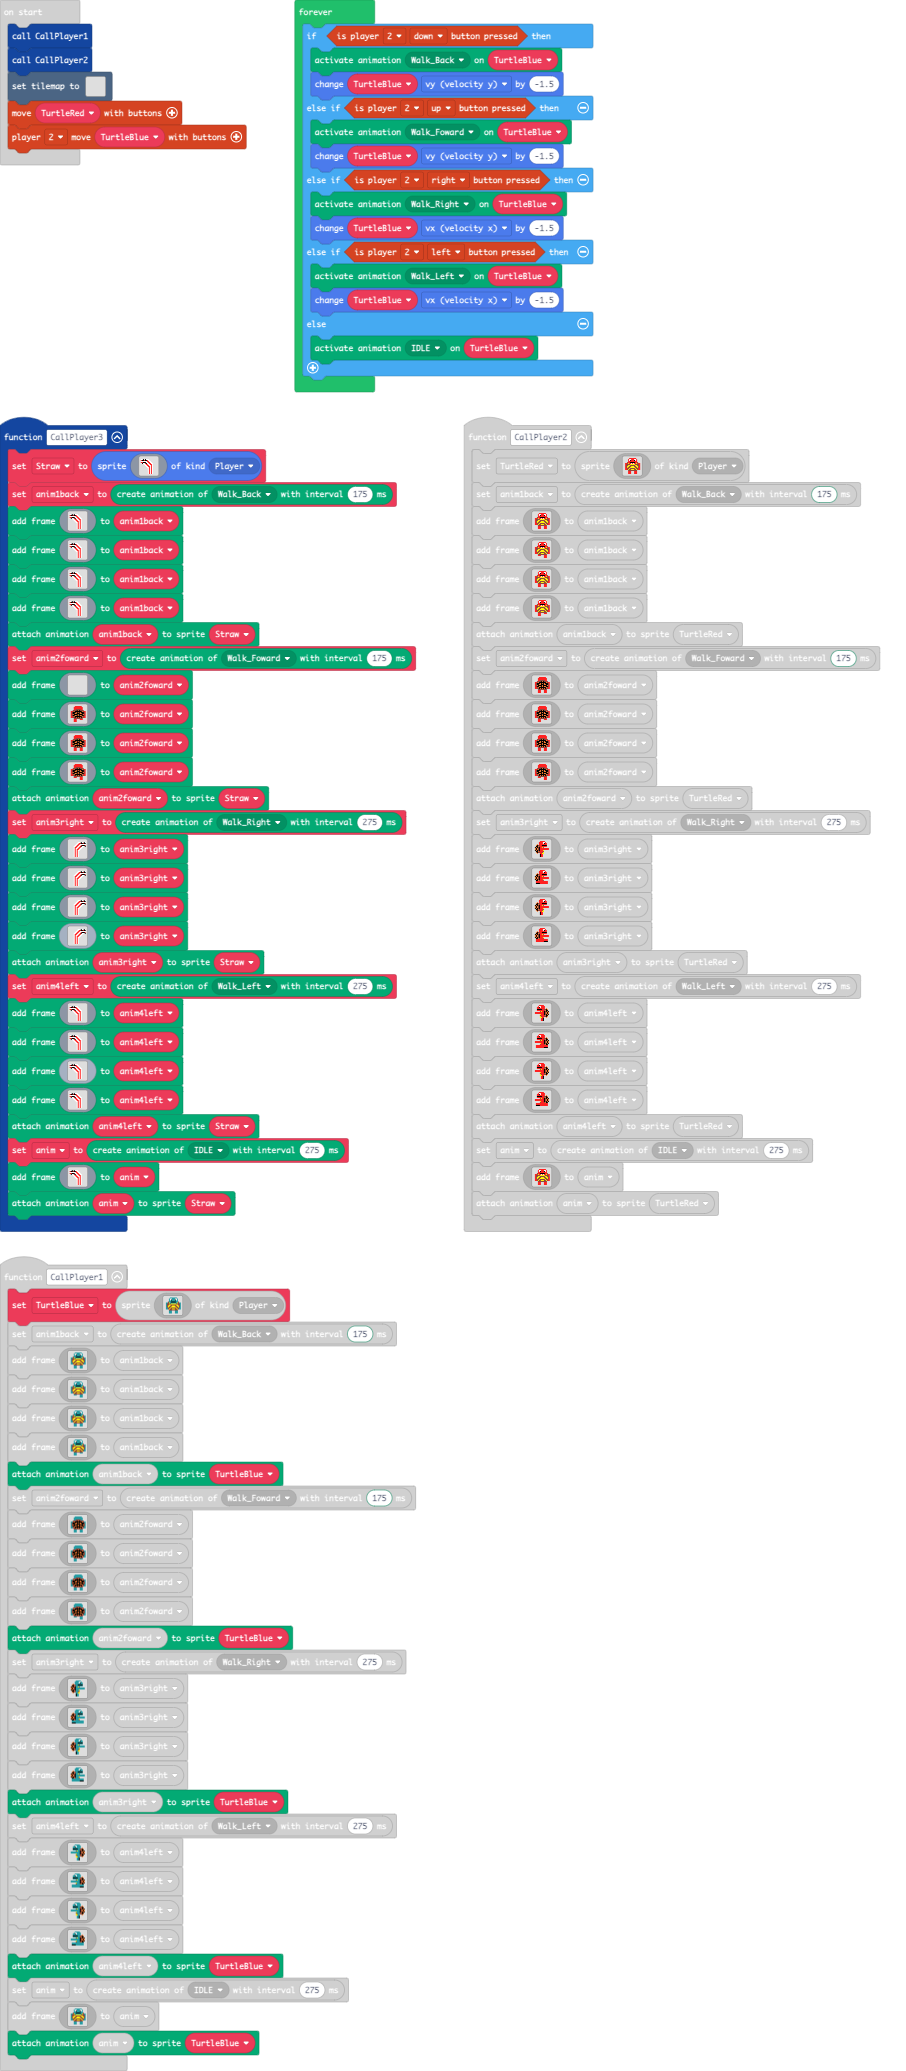 on start
call CallPlayer1
call CallPlayer2
set tilemap to
move TurtleRed with buttons
player 2 move TurtleBlue with buttons
forever
if is player 2 down button pressed then
activate animation Walk_Back on TurtleBlue
change TurtleBlue vy (velocity y) by -1.5
else if is player 2 up button pressed then
activate animation Walk_Foward on TurtleBlue
change TurtleBlue vy (velocity y) by -1.5
else if is player 2 right button pressed then
activate animation Walk_Right on TurtleBlue
change TurtleBlue vx (velocity x) by -1.5
else if is player 2 left button pressed then
activate animation Walk_Left on TurtleBlue
change TurtleBlue vx (velocity x) by -1.5
else
activate animation IDLE on TurtleBlue
function CallPlayer3
set Straw to sprite of kind Player
set anim1back to create animation of Walk_Back with interval 175 ms
add frame to anim1back
add frame to anim1back
add frame to anim1back
add frame to anim1back
attach animation anim1back to sprite Straw
set anim2foward to create animation of Walk_Foward with interval 175 ms
add frame to anim2foward
add frame to anim2foward
add frame to anim2foward
add frame to anim2foward
attach animation anim2foward to sprite Straw
set anim3right to create animation of Walk_Right with interval 275 ms
add frame to anim3right
add frame to anim3right
add frame to anim3right
add frame to anim3right
attach animation anim3right to sprite Straw
set anim4left to create animation of Walk_Left with interval 275 ms
add frame to anim4left
add frame to anim4left
add frame to anim4left
add frame to anim4left
attach animation anim4left to sprite Straw
set anim to create animation of IDLE with interval 275 ms
add frame to anim
attach animation anim to sprite Straw
function CallPlayer2
set TurtleRed to sprite of kind Player
set anim1back to create animation of Walk_Back with interval 175 ms
add frame to anim1back
add frame to anim1back
add frame to anim1back
add frame to anim1back
attach animation anim1back to sprite TurtleRed
set anim2foward to create animation of Walk_Foward with interval 175 ms
add frame to anim2foward
add frame to anim2foward
add frame to anim2foward
add frame to anim2foward
attach animation anim2foward to sprite TurtleRed
set anim3right to create animation of Walk_Right with interval 275 ms
add frame to anim3right
add frame to anim3right
add frame to anim3right
add frame to anim3right
attach animation anim3right to sprite TurtleRed
set anim4left to create animation of Walk_Left with interval 275 ms
add frame to anim4left
add frame to anim4left
add frame to anim4left
add frame to anim4left
attach animation anim4left to sprite TurtleRed
set anim to create animation of IDLE with interval 275 ms
add frame to anim
attach animation anim to sprite TurtleRed
function CallPlayer1
set TurtleBlue to sprite of kind Player
set anim1back to create animation of Walk_Back with interval 175 ms
add frame to anim1back
add frame to anim1back
add frame to anim1back
add frame to anim1back
attach animation anim1back to sprite TurtleBlue
set anim2foward to create animation of Walk_Foward with interval 175 ms
add frame to anim2foward
add frame to anim2foward
add frame to anim2foward
add frame to anim2foward
attach animation anim2foward to sprite TurtleBlue
set anim3right to create animation of Walk_Right with interval 275 ms
add frame to anim3right
add frame to anim3right
add frame to anim3right
add frame to anim3right
attach animation anim3right to sprite TurtleBlue
set anim4left to create animation of Walk_Left with interval 275 ms
add frame to anim4left
add frame to anim4left
add frame to anim4left
add frame to anim4left
attach animation anim4left to sprite TurtleBlue
set anim to create animation of IDLE with interval 275 ms
add frame to anim
attach animation anim to sprite TurtleBlue